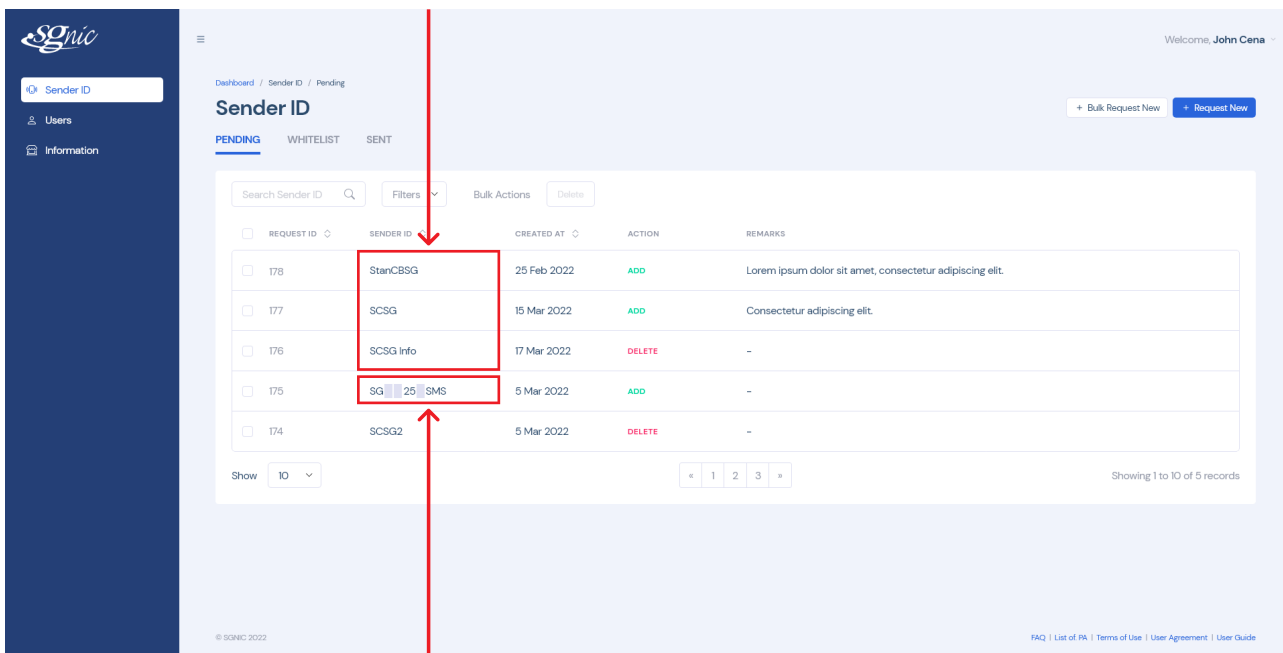 sgnic
Welcome, John Cena
Sender ID
Users
Information
Dashboard / Sender ID / Pending
Sender ID
+ Bulk Request New
+ Request New
PENDING WHITELIST SENT
Search Sender ID Filters Bulk Actions Delete
REQUEST ID SENDER ID CREATED AT ACTION REMARKS
178 StanCBSG 25 Feb 2022 ADD Lorem ipsum dolor sit amet, consectetur adipiscing elit.
177 SCSG 15 Mar 2022 ADD Consectetur adipiscing elit.
176 SCSG Info 17 Mar 2022 DELETE -
175 SG 25 SMS 5 Mar 2022 ADD -
174 SCSG2 5 Mar 2022 DELETE -
Show 10 « 1 2 3 » Showing 1 to 10 of 5 records
© SGNIC 2022 FAQ | List of PA | Terms of Use | User Agreement | User Guide